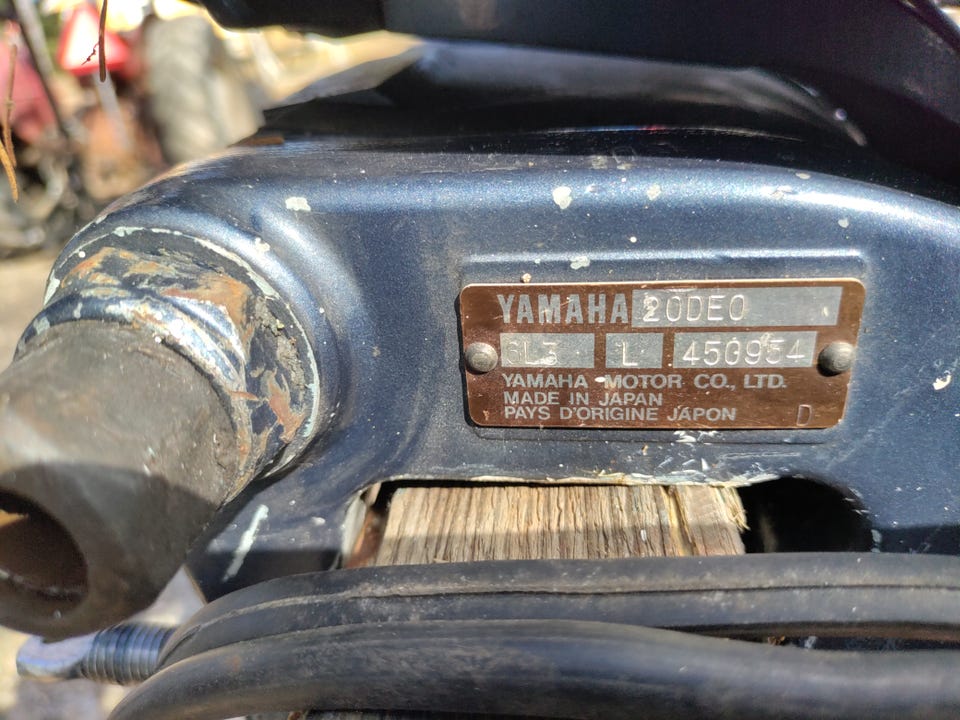 YAMAHA 20DEO
6L3 L 450954
YAMAHA MOTOR CO., LTD.
MADE IN JAPAN
PAYS D'ORIGINE JAPON D